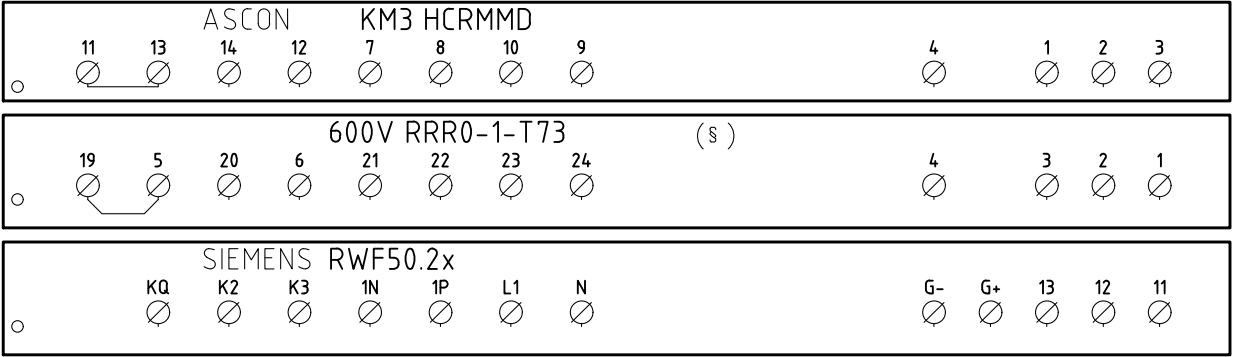 ASCON KM3 HCRMMD
11 13 14 12 7 8 10 9 4 1 2 3
600V RRR0-1-T73 (§)
19 5 20 6 21 22 23 24 4 3 2 1
SIEMENS RWF50.2x
KQ K2 K3 1N 1P L1 N G- G+ 13 12 11